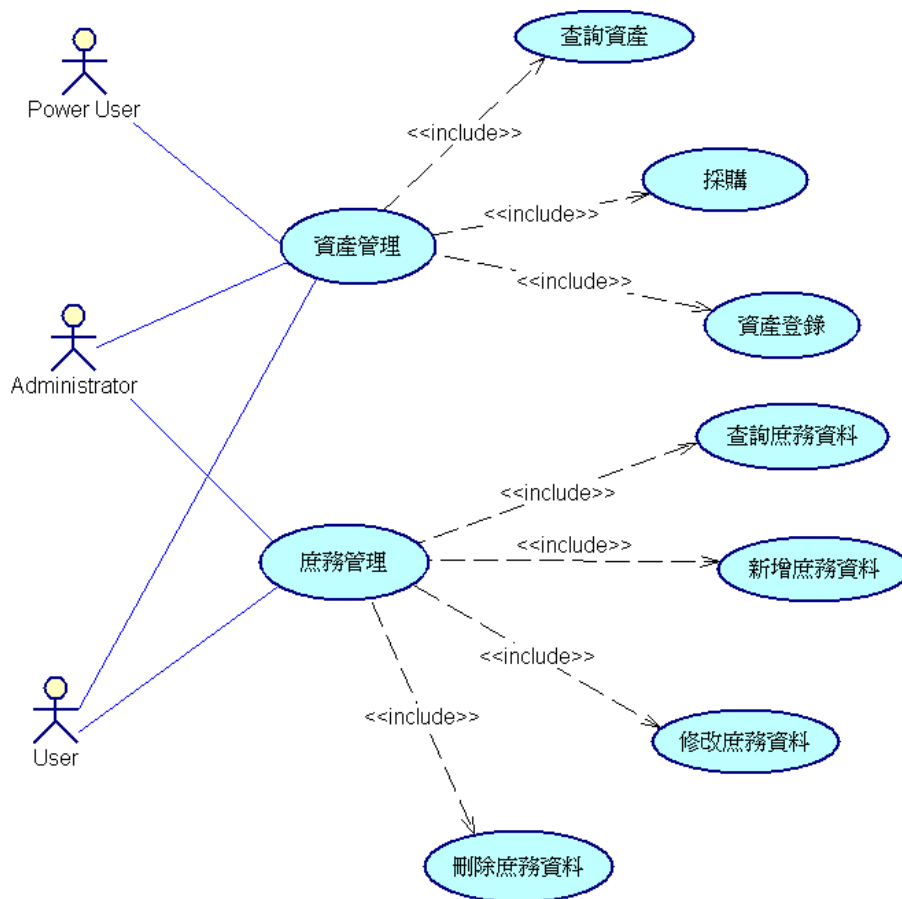 查詢資產
Power User
<<include>>
採購
<<include>>
資產管理
<<include>>
資產登錄
Administrator
查詢庶務資料
<<include>>
<<include>>
庶務管理
新增庶務資料
<<include>>
<<include>>
User
修改庶務資料
刪除庶務資料